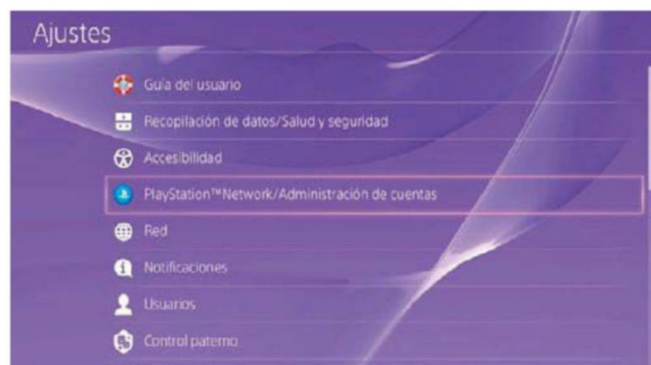 Ajustes
Guía del usuario
Recopilación de datos/Salud y seguridad
Accesibilidad
PlayStation™Network/Administración de cuentas
Red
Notificaciones
Usuarios
Control paterno